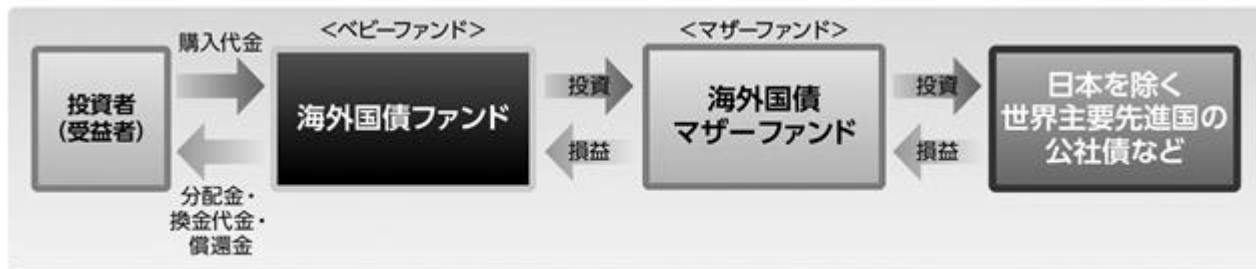 <ベビーファンド>
<マザーファンド>
購入代金
投資者
(受益者)
分配金・
換金代金・
償還金
海外国債ファンド
投資
損益
海外国債
マザーファンド
投資
損益
日本を除く
世界主要先進国の
公社債など